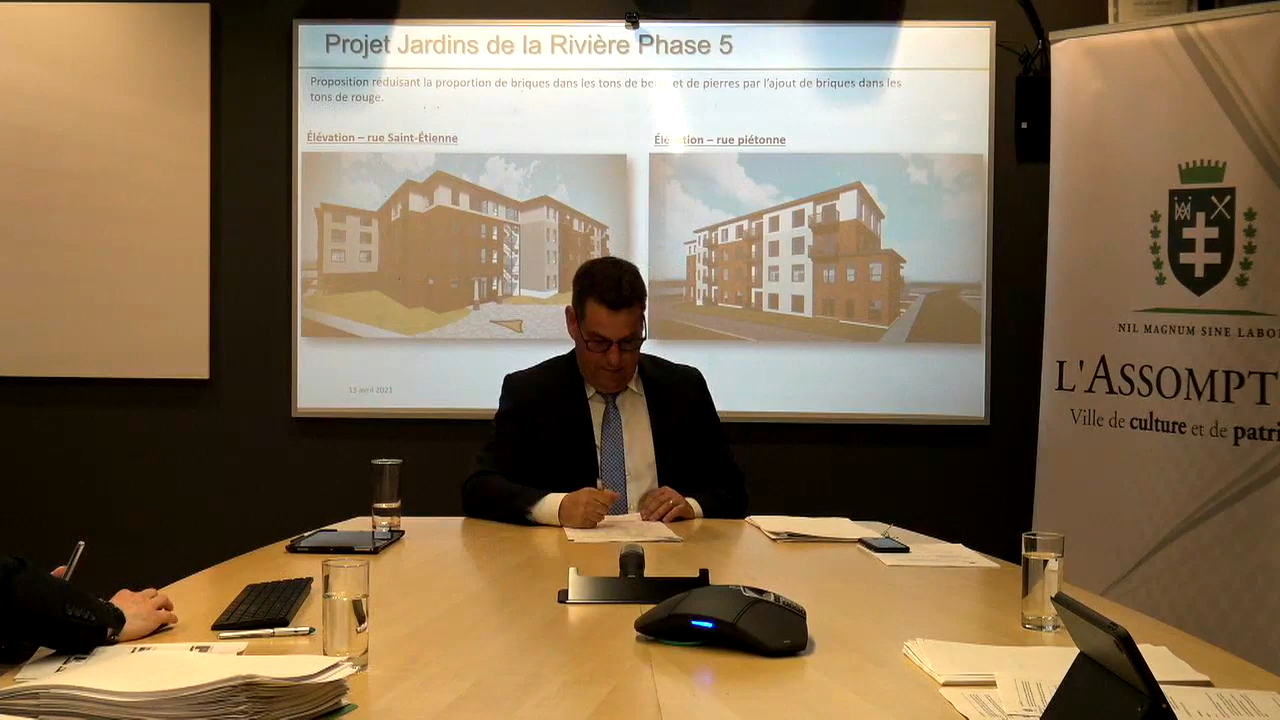 Projet Jardins de la Rivière Phase 5
Proposition réduisant la proportion de briques dans les tons de be et de pierres par l'ajout de briques dans les
tons de rouge.
Élévation – rue Saint-Étienne
rue piétonne
13 avril 2021
NIL MAGNUM SINE LABO
L'ASSOMPT
Ville de culture et de patri